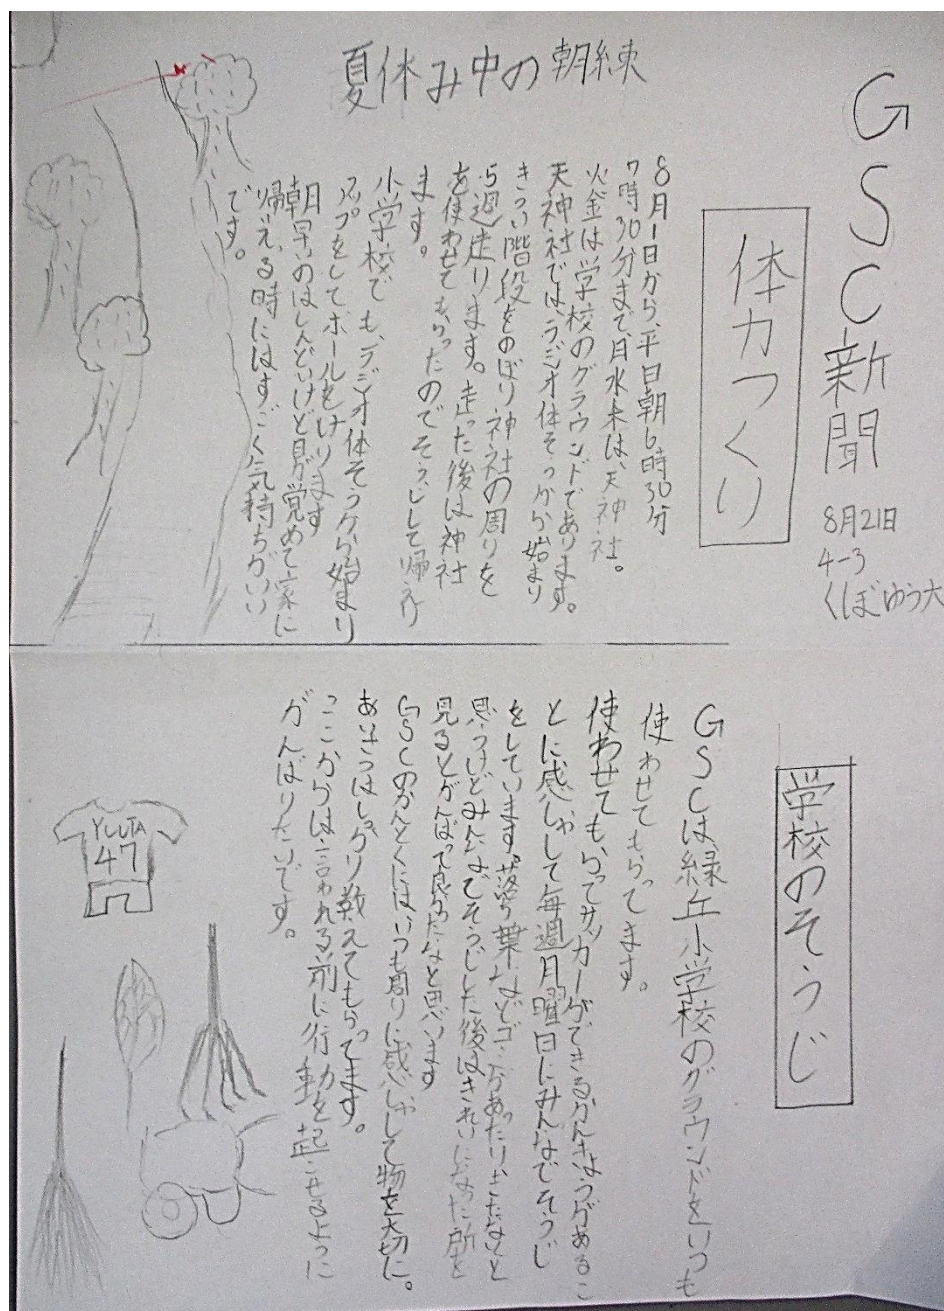 GSC新聞
8月21日
4-3
くぼゆう大
体力つくり
夏休み中の朝練
8月1日から、平日朝6時30分
7時30分まで、月水木は、天神社。
火金は学校のグラウンドであります。
天神社では、ラジオ体そうから始まり
きつい階段をのぼり神社の周りを
5週走ります。走った後は神社
を使わせてもらったのでそうじして帰り
ます。
小学校でも、ラジオ体そうから始まり
アップをしてボールをけります
朝早いのはしんどいけど目が覚めて家に
帰える時にはすごく気持ちがいい
です。
学校のそうじ
GSCは緑丘小学校のグラウンドをいつも
使わせてもらってます。
使わせてもらってサッカーができるかんきょうがあるこ
とに感しゃして毎週月曜日にみんなでそうじ
をしています。落ち葉などゴミがあったりきたないと
思うけどみんなでそうじした後はきれいになった所を
見るとがんばって良かったなと思います
GSCのかんとくには、いつも周りに感しゃして物を大切に。
あいさつはしっかり教えてもらってます。
ここからは言われる前に行動を起こせるように
がんばりたいです。
YUUTA
47